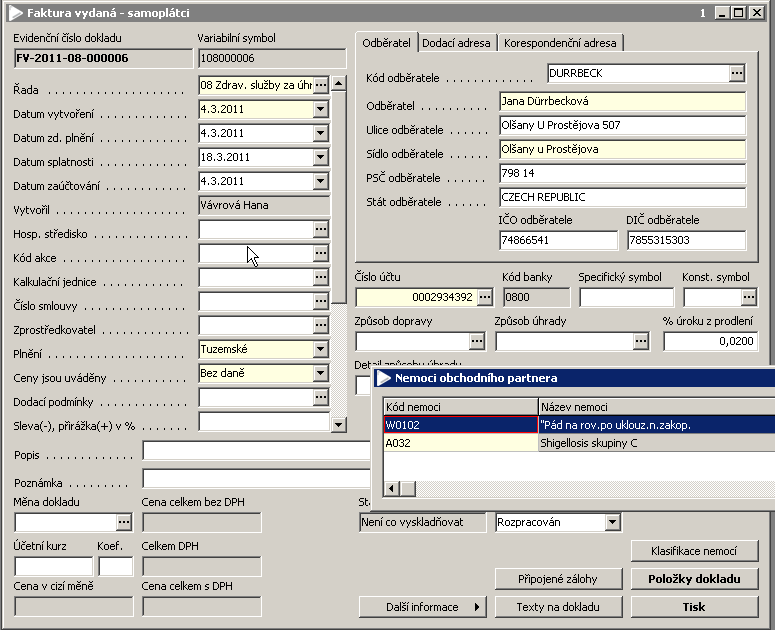 Faktura vydaná - samoplátci 1
Evidenční číslo dokladu Variabilní symbol
FV-2011-08-000006 108000006
Řada 08 Zdrav. služby za úhr
Datum vytvoření 4.3.2011
Datum zd. plnění 4.3.2011
Datum splatnosti 18.3.2011
Datum zaúčtování 4.3.2011
Vytvořil Vávrová Hana
Hosp. středisko
Kód akce
Kalkulační jednice
Číslo smlouvy
Zprostředkovatel
Plnění Tuzemské
Ceny jsou uváděny Bez daně
Dodací podmínky
Sleva(-), přirážka(+) v %
Popis
Poznámka
Odběratel Dodací adresa Korespondenční adresa
Kód odběratele DURRBECK
Odběratel Jana Dürrbecková
Ulice odběratele Olšany U Prostějova 507
Sídlo odběratele Olšany u Prostějova
PSČ odběratele 798 14
Stát odběratele CZECH REPUBLIC
IČO odběratele DIČ odběratele
74866541 7855315303
Číslo účtu Kód banky Specifický symbol Konst. symbol
0002934392 0800
Způsob dopravy Způsob úhrady % úroku z prodlení
0,0200
Nemoci obchodního partnera
Kód nemoci Název nemoci
W0102 "Pád na rov.po uklouz.n.zakop.
A032 Shigellosis skupiny C
Měna dokladu Cena celkem bez DPH
Není co vyskladňovat Rozpracován
Účetní kurz Koef. Celkem DPH
Klasifikace nemocí
Cena v cizí měně Cena celkem s DPH
Připojené zálohy Položky dokladu
Další informace Texty na dokladu Tisk